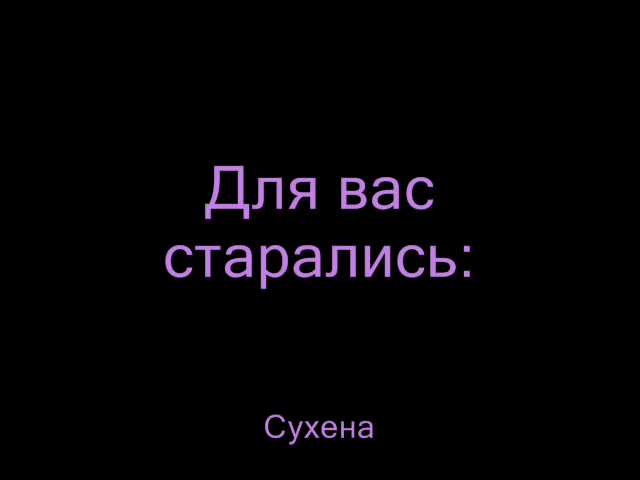 Для вас
старались:
Сухена